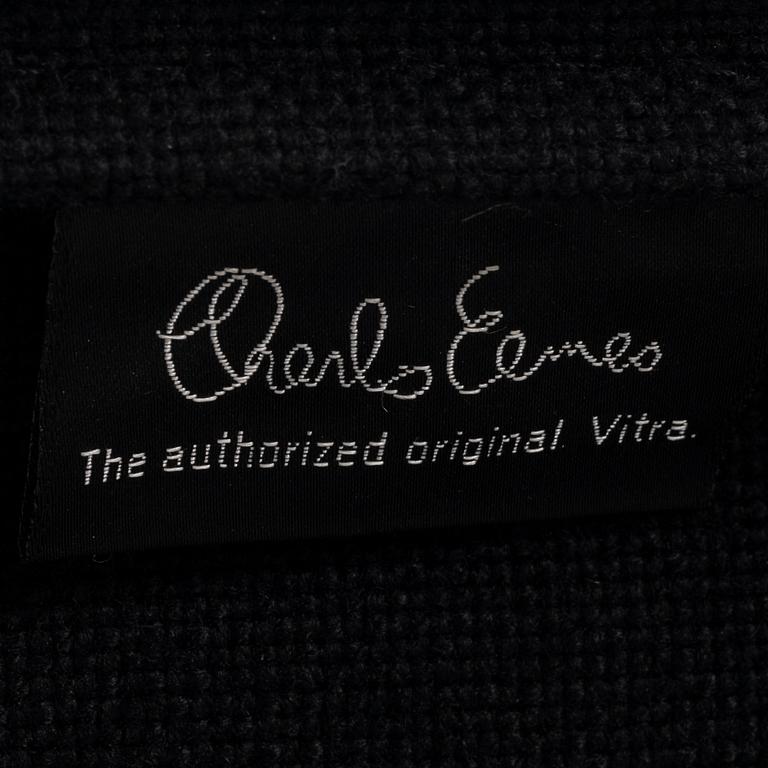 Charles Eames
The authorized original Vitra.